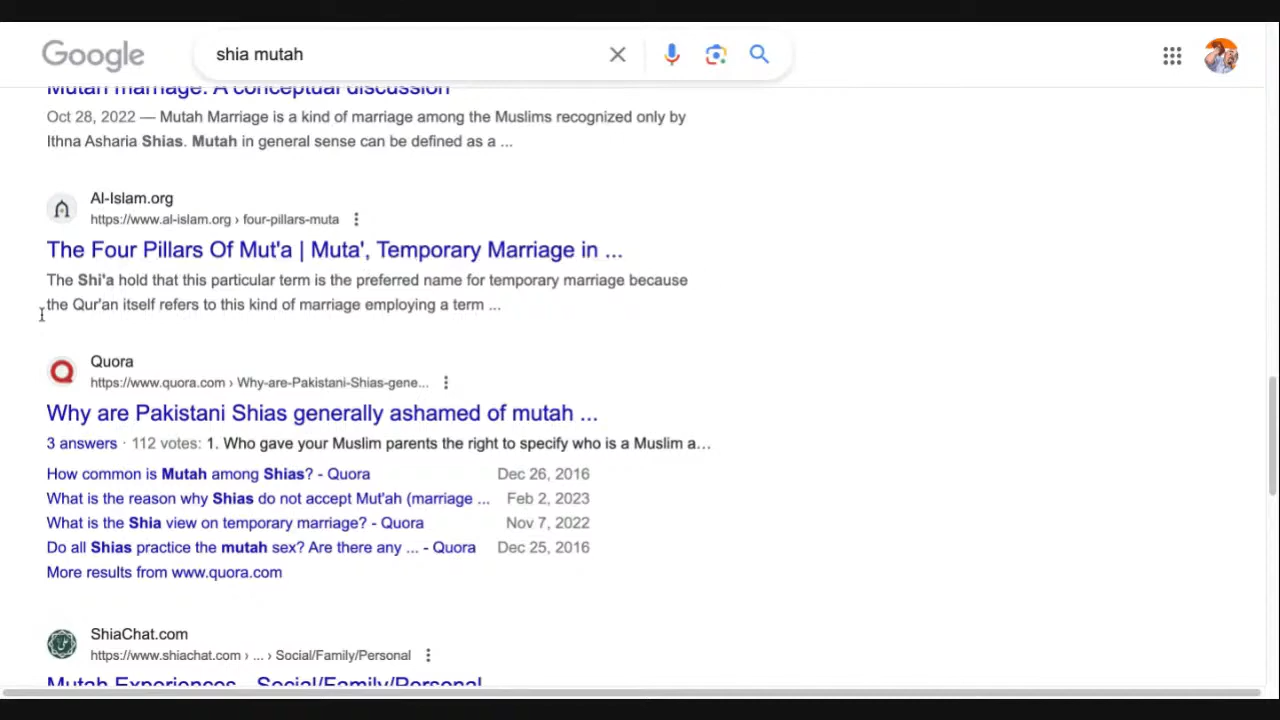 Google
shia mutah
Mutah marriage: A conceptual discussion
Oct 28, 2022 — Mutah Marriage is a kind of marriage among the Muslims recognized only by
Ithna Asharia Shias. Mutah in general sense can be defined as a ...
Al-Islam.org
https://www.al-islam.org › four-pillars-muta
The Four Pillars Of Mut'a | Muta', Temporary Marriage in ...
The Shi'a hold that this particular term is the preferred name for temporary marriage because
the Qur'an itself refers to this kind of marriage employing a term ...
Quora
https://www.quora.com › Why-are-Pakistani-Shias-gene...
Why are Pakistani Shias generally ashamed of mutah ...
3 answers · 112 votes: 1. Who gave your Muslim parents the right to specify who is a Muslim a...
How common is Mutah among Shias? - Quora Dec 26, 2016
What is the reason why Shias do not accept Mut'ah (marriage ... Feb 2, 2023
What is the Shia view on temporary marriage? - Quora Nov 7, 2022
Do all Shias practice the mutah sex? Are there any ... - Quora Dec 25, 2016
More results from www.quora.com
ShiaChat.com
https://www.shiachat.com › ... › Social/Family/Personal
Mutah Experiences - Social/Family/Personal